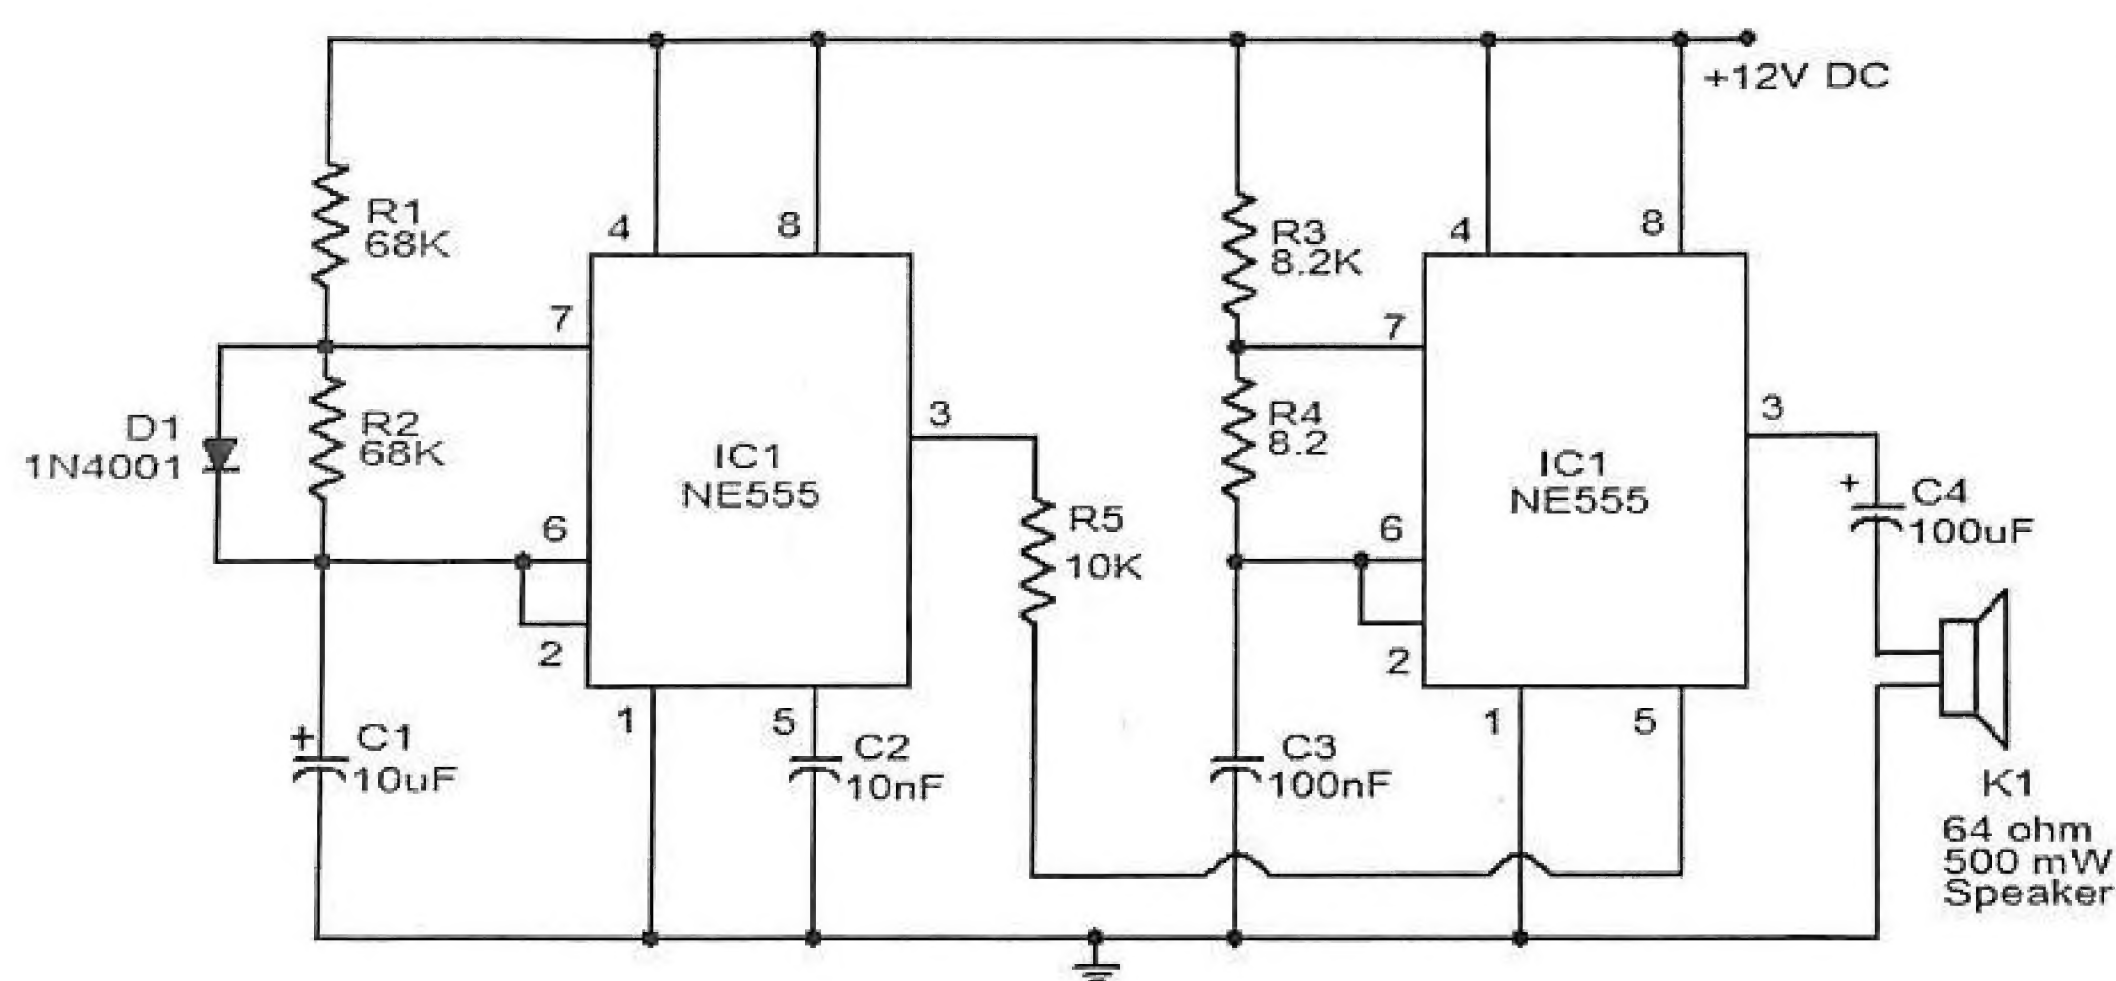 +12V DC
R1
68K
4
8
R3
8.2K
4
8
7
7
D1
1N4001
R2
68K
3
R4
8.2
3
IC1
NE555
IC1
NE555
6
6
+
C4
100uF
R5
10K
2
2
1
5
1
5
+
C1
10uF
C2
10nF
C3
100nF
K1
64 ohm
500 mW
Speaker